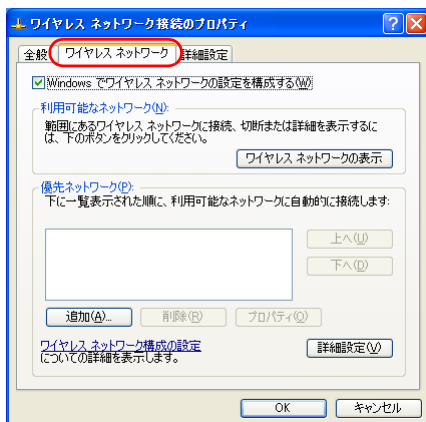 ワイヤレス ネットワーク接続のプロパティ
全般 ワイヤレス ネットワーク 詳細設定
Windows でワイヤレス ネットワークの設定を構成する(W)
利用可能なネットワーク(N):
範囲にあるワイヤレス ネットワークに接続、切断または詳細を表示するに
は、下のボタンをクリックしてください。
ワイヤレス ネットワークの表示
優先ネットワーク(P):
下に一覧表示された順に、利用可能なネットワークに自動的に接続します:
上へ(U)
下へ(D)
追加(A)... 削除(R) プロパティ(O)
ワイヤレス ネットワーク構成の設定
についての詳細を表示します。
詳細設定(V)
OK キャンセル